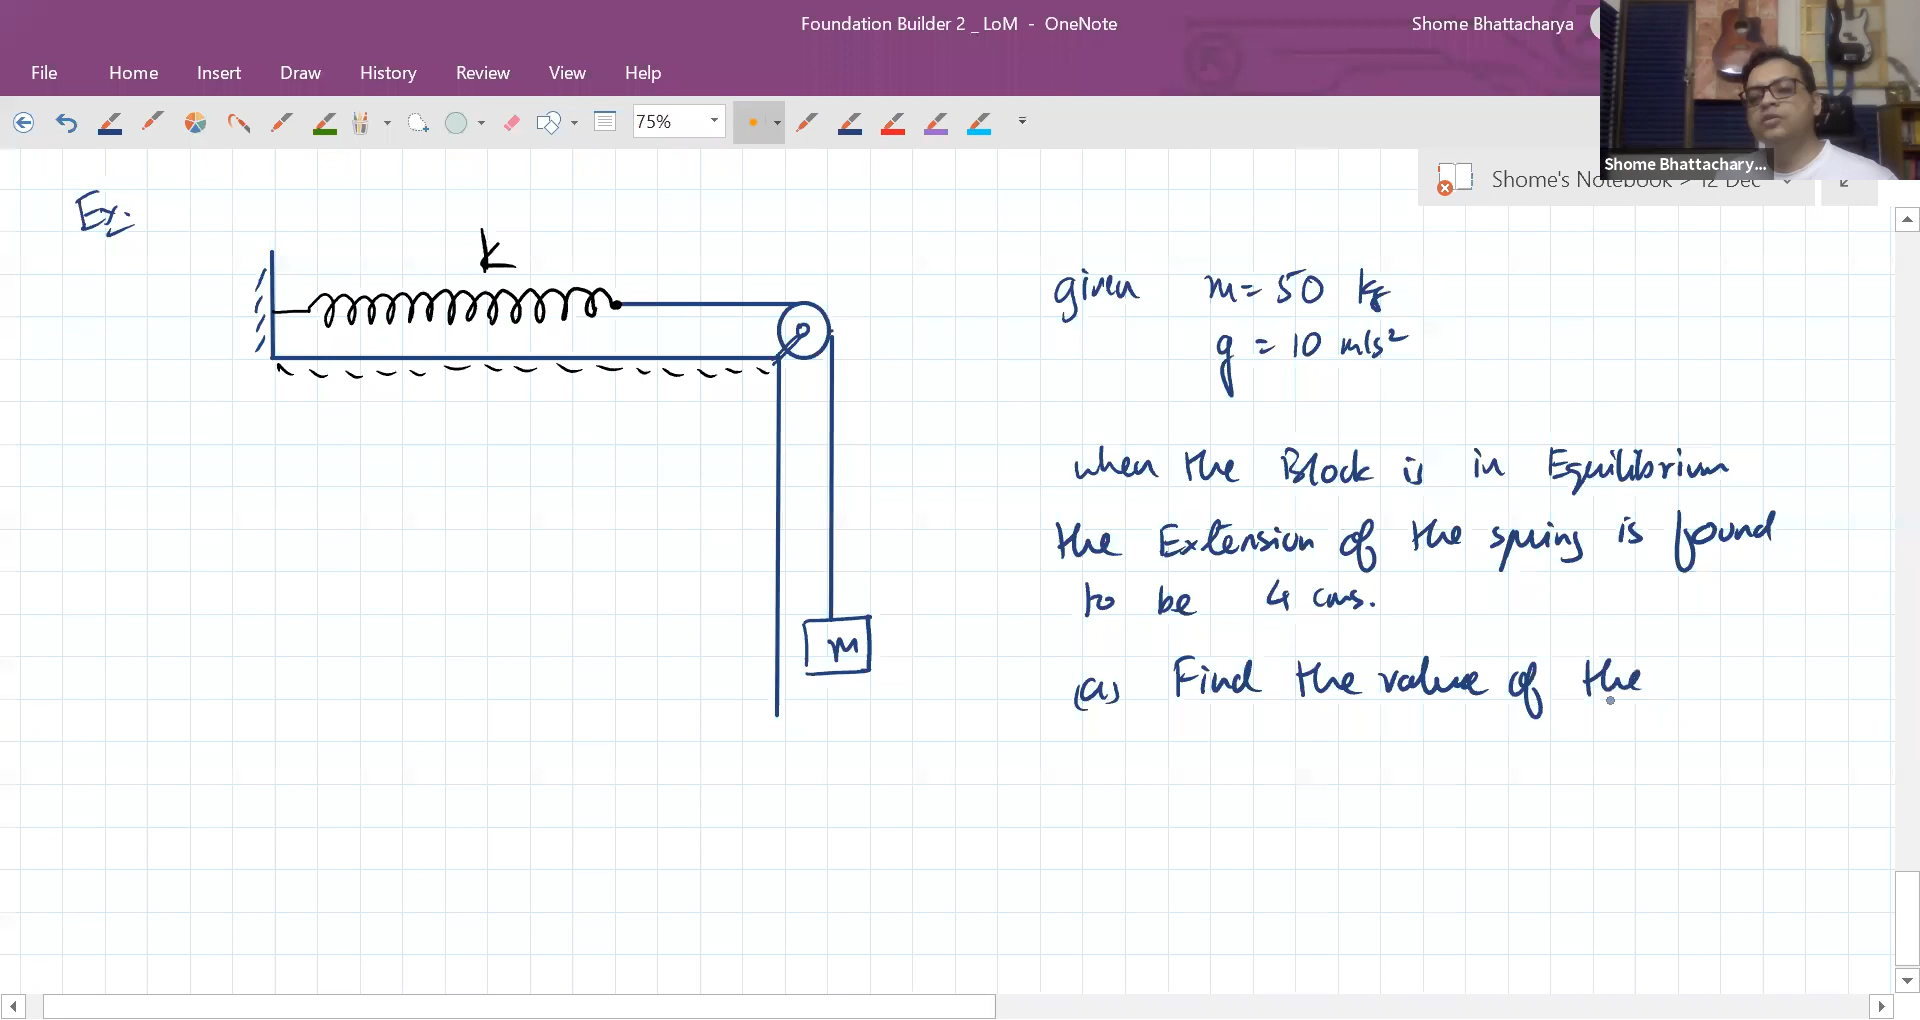 Foundation Builder 2 _ LoM - OneNote
Shome Bhattacharya
File Home Insert Draw History Review View Help
75%
Shome Bhattachary...
Shome's Notebook > 12 Dec
Ex:
K
given m = 50 kg
g = 10 m/s²
when the Block is in Equilibrium
the Extension of the spring is found
to be 4 cms.
m
(a) Find the value of the